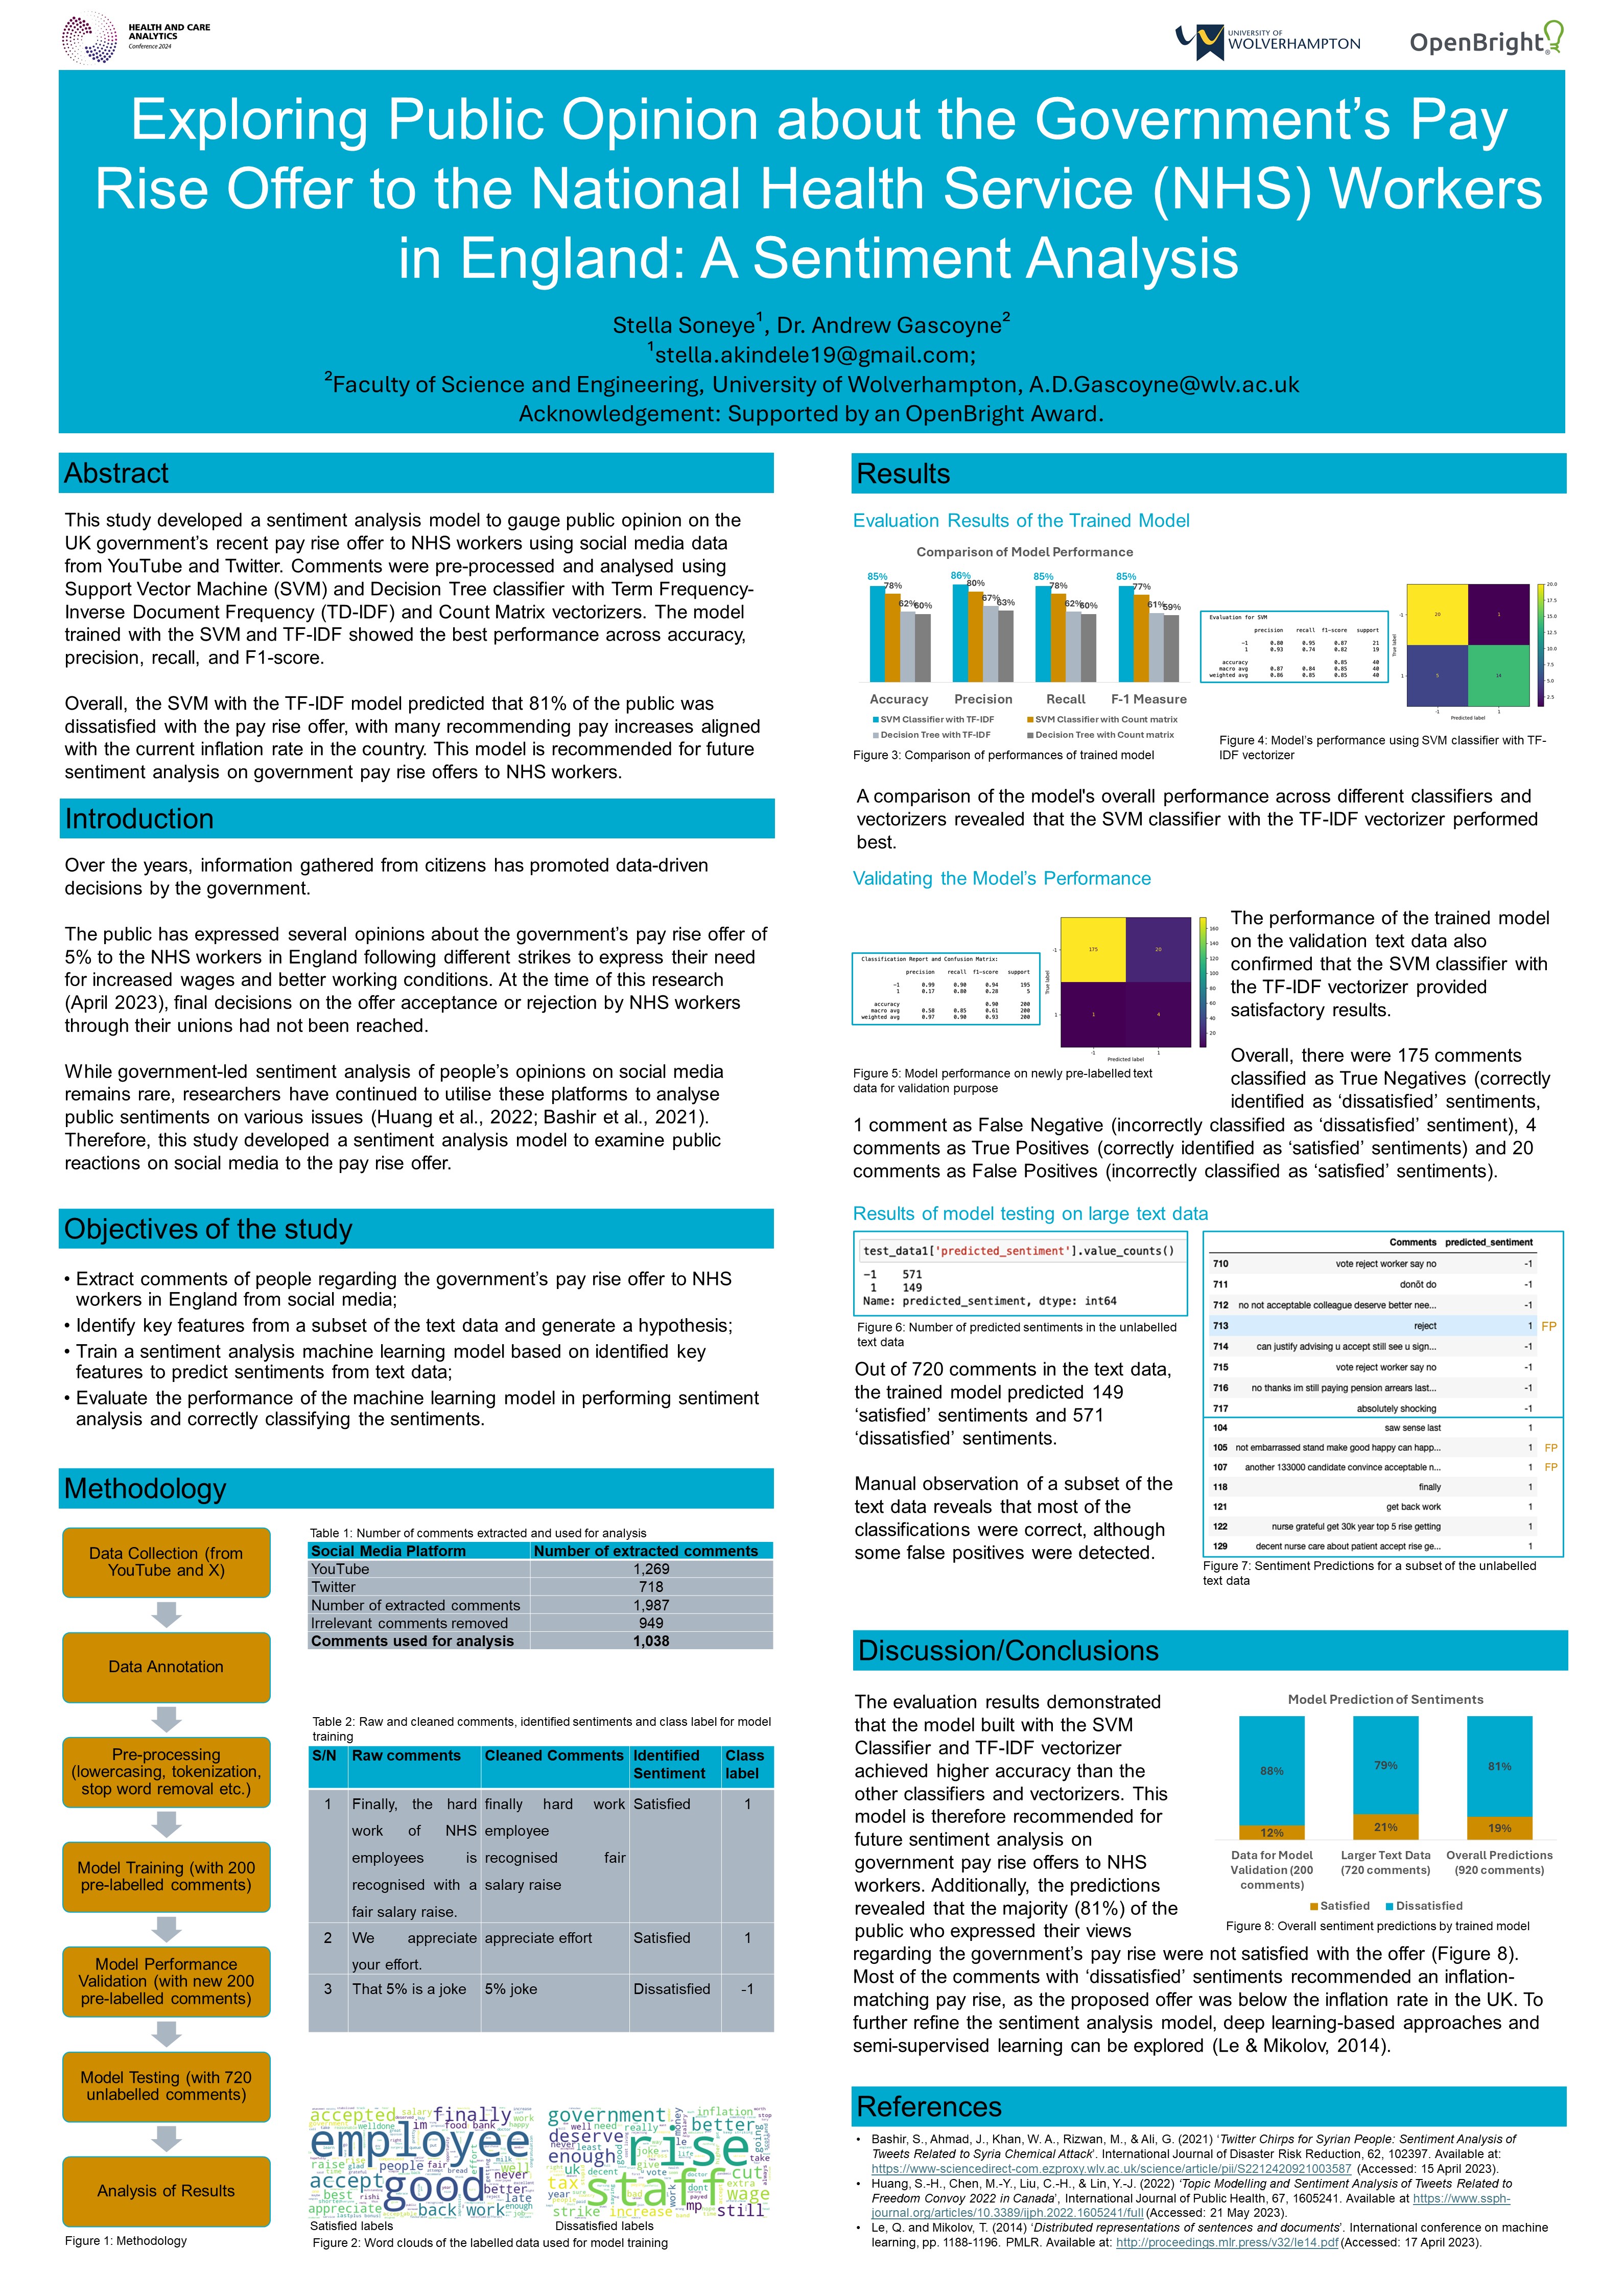 HEALTH AND CARE
ANALYTICS
Conference 2024
UNIVERSITY OF
WOLVERHAMPTON
OpenBright
Exploring Public Opinion about the Government's Pay
Rise Offer to the National Health Service (NHS) Workers
in England: A Sentiment Analysis
Stella Soneye¹, Dr. Andrew Gascoyne²
¹stella.akindele19@gmail.com;
²Faculty of Science and Engineering, University of Wolverhampton, A.D.Gascoyne@wlv.ac.uk
Acknowledgement: Supported by an OpenBright Award.
Abstract
This study developed a sentiment analysis model to gauge public opinion on the
UK government's recent pay rise offer to NHS workers using social media data
from YouTube and Twitter. Comments were pre-processed and analysed using
Support Vector Machine (SVM) and Decision Tree classifier with Term Frequency-
Inverse Document Frequency (TD-IDF) and Count Matrix vectorizers. The model
trained with the SVM and TF-IDF showed the best performance across accuracy,
precision, recall, and F1-score.
Overall, the SVM with the TF-IDF model predicted that 81% of the public was
dissatisfied with the pay rise offer, with many recommending pay increases aligned
with the current inflation rate in the country. This model is recommended for future
sentiment analysis on government pay rise offers to NHS workers.
Introduction
Over the years, information gathered from citizens has promoted data-driven
decisions by the government.
The public has expressed several opinions about the government's pay rise offer of
5% to the NHS workers in England following different strikes to express their need
for increased wages and better working conditions. At the time of this research
(April 2023), final decisions on the offer acceptance or rejection by NHS workers
through their unions had not been reached.
While government-led sentiment analysis of people's opinions on social media
remains rare, researchers have continued to utilise these platforms to analyse
public sentiments on various issues (Huang et al., 2022; Bashir et al., 2021).
Therefore, this study developed a sentiment analysis model to examine public
reactions on social media to the pay rise offer.
Objectives of the study
• Extract comments of people regarding the government's pay rise offer to NHS
workers in England from social media;
• Identify key features from a subset of the text data and generate a hypothesis;
• Train a sentiment analysis machine learning model based on identified key
features to predict sentiments from text data;
• Evaluate the performance of the machine learning model in performing sentiment
analysis and correctly classifying the sentiments.
Methodology
Data Collection (from
YouTube and X)
Data Annotation
Pre-processing
(lowercasing, tokenization,
stop word removal etc.)
Model Training (with 200
pre-labelled comments)
Model Performance
Validation (with new 200
pre-labelled comments)
Model Testing (with 720
unlabelled comments)
Analysis of Results
Figure 1: Methodology
Table 1: Number of comments extracted and used for analysis
Social Media Platform Number of extracted comments
YouTube 1,269
Twitter 718
Number of extracted comments 1,987
Irrelevant comments removed 949
Comments used for analysis 1,038
Table 2: Raw and cleaned comments, identified sentiments and class label for model
training
S/N Raw comments Cleaned Comments Identified Class
Sentiment label
1 Finally, the hard finally hard work Satisfied 1
work of NHS employee
employees is recognised fair
recognised with a salary raise
fair salary raise.
2 We appreciate appreciate effort Satisfied 1
your effort.
3 That 5% is a joke 5% joke Dissatisfied -1
accepted salary finally
welldone im food bank work
employee
raise people fair well
never
accept good better
best late
appreciate back work
government inflation
well need really better
deserve rise
never least
enough joke
uk decent vote
tax staff cut
extra
year wage
strike increase mp still
money going take stop
Satisfied labels
Dissatisfied labels
Figure 2: Word clouds of the labelled data used for model training
Results
Evaluation Results of the Trained Model
Comparison of Model Performance
85% 78% 62% 60%
86% 80% 67% 63%
85% 78% 62% 60%
85% 77% 61% 59%
Accuracy Precision Recall F-1 Measure
SVM Classifier with TF-IDF SVM Classifier with Count matrix
Decision Tree with TF-IDF Decision Tree with Count matrix
Figure 3: Comparison of performances of trained model
Evaluation for SVM
precision recall f1-score support
-1 0.80 0.95 0.87 21
1 0.93 0.74 0.82 19
accuracy 0.85 40
macro avg 0.87 0.84 0.85 40
weighted avg 0.86 0.85 0.85 40
20 1
5 14
-1
1
True label
-1 1
Predicted label
20.0
17.5
15.0
12.5
10.0
7.5
5.0
2.5
Figure 4: Model's performance using SVM classifier with TF-
IDF vectorizer
A comparison of the model's overall performance across different classifiers and
vectorizers revealed that the SVM classifier with the TF-IDF vectorizer performed
best.
Validating the Model's Performance
Classification Report and Confusion Matrix:
precision recall f1-score support
-1 0.99 0.90 0.94 195
1 0.17 0.80 0.28 5
accuracy 0.90 200
macro avg 0.58 0.85 0.61 200
weighted avg 0.97 0.90 0.93 200
175 20
1 4
-1
1
True label
-1 1
Predicted label
160
140
120
100
80
60
40
20
Figure 5: Model performance on newly pre-labelled text
data for validation purpose
The performance of the trained model
on the validation text data also
confirmed that the SVM classifier with
the TF-IDF vectorizer provided
satisfactory results.
Overall, there were 175 comments
classified as True Negatives (correctly
identified as 'dissatisfied' sentiments,
1 comment as False Negative (incorrectly classified as 'dissatisfied' sentiment), 4
comments as True Positives (correctly identified as 'satisfied' sentiments) and 20
comments as False Positives (incorrectly classified as 'satisfied' sentiments).
Results of model testing on large text data
test_data1['predicted_sentiment'].value_counts()
-1 571
1 149
Name: predicted_sentiment, dtype: int64
Figure 6: Number of predicted sentiments in the unlabelled
text data
Out of 720 comments in the text data,
the trained model predicted 149
'satisfied' sentiments and 571
'dissatisfied' sentiments.
Manual observation of a subset of the
text data reveals that most of the
classifications were correct, although
some false positives were detected.
Comments predicted_sentiment
710 vote reject worker say no -1
711 donöt do -1
712 no not acceptable colleague deserve better nee... -1
713 reject 1 FP
714 can justify advising u accept still see u sign... -1
715 vote reject worker say no -1
716 no thanks im still paying pension arrears last... -1
717 absolutely shocking -1
104 saw sense last 1
105 not embarrassed stand make good happy can happ... 1 FP
107 another 133000 candidate convince acceptable n... 1 FP
118 finally 1
121 get back work 1
122 nurse grateful get 30k year top 5 rise getting 1
129 decent nurse care about patient accept rise ge... 1
Figure 7: Sentiment Predictions for a subset of the unlabelled
text data
Discussion/Conclusions
The evaluation results demonstrated
that the model built with the SVM
Classifier and TF-IDF vectorizer
achieved higher accuracy than the
other classifiers and vectorizers. This
model is therefore recommended for
future sentiment analysis on
government pay rise offers to NHS
workers. Additionally, the predictions
revealed that the majority (81%) of the
public who expressed their views
regarding the government's pay rise were not satisfied with the offer (Figure 8).
Most of the comments with 'dissatisfied' sentiments recommended an inflation-
matching pay rise, as the proposed offer was below the inflation rate in the UK. To
further refine the sentiment analysis model, deep learning-based approaches and
semi-supervised learning can be explored (Le & Mikolov, 2014).
Model Prediction of Sentiments
88% 79% 81%
12% 21% 19%
Data for Model Larger Text Data Overall Predictions
Validation (200 (720 comments) (920 comments)
comments)
Satisfied Dissatisfied
Figure 8: Overall sentiment predictions by trained model
References
• Bashir, S., Ahmad, J., Khan, W. A., Rizwan, M., & Ali, G. (2021) 'Twitter Chirps for Syrian People: Sentiment Analysis of
Tweets Related to Syria Chemical Attack'. International Journal of Disaster Risk Reduction, 62, 102397. Available at:
https://www-sciencedirect-com.ezproxy.wlv.ac.uk/science/article/pii/S2212420921003587 (Accessed: 15 April 2023).
• Huang, S.-H., Chen, M.-Y., Liu, C.-H., & Lin, Y.-J. (2022) 'Topic Modelling and Sentiment Analysis of Tweets Related to
Freedom Convoy 2022 in Canada', International Journal of Public Health, 67, 1605241. Available at https://www.ssph-
journal.org/articles/10.3389/ijph.2022.1605241/full (Accessed: 21 May 2023).
• Le, Q. and Mikolov, T. (2014) 'Distributed representations of sentences and documents'. International conference on machine
learning, pp. 1188-1196. PMLR. Available at: http://proceedings.mlr.press/v32/le14.pdf (Accessed: 17 April 2023).